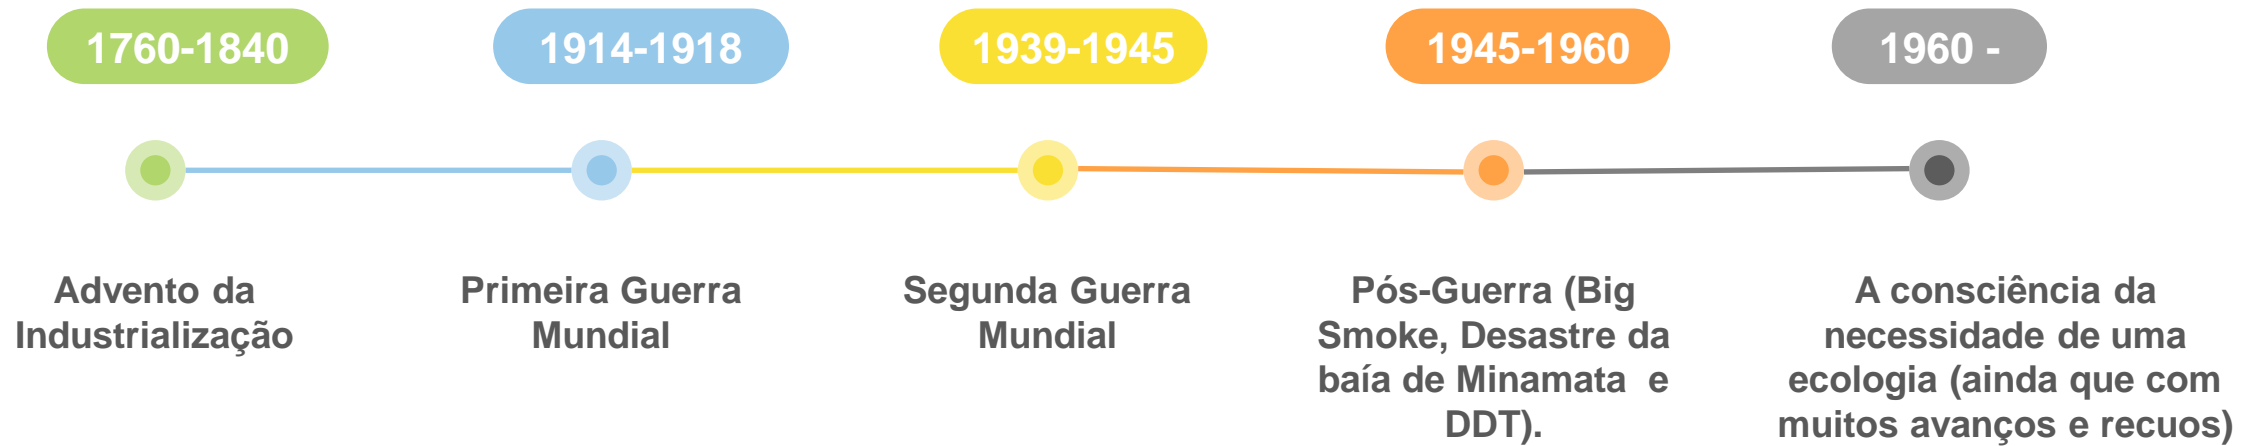 1760-1840
1914-1918
1939-1945
1945-1960
1960 -
Advento da
Industrialização
Primeira Guerra
Mundial
Segunda Guerra
Mundial
Pós-Guerra (Big
Smoke, Desastre da
baía de Minamata e
DDT).
A consciência da
necessidade de uma
ecologia (ainda que com
muitos avanços e recuos)